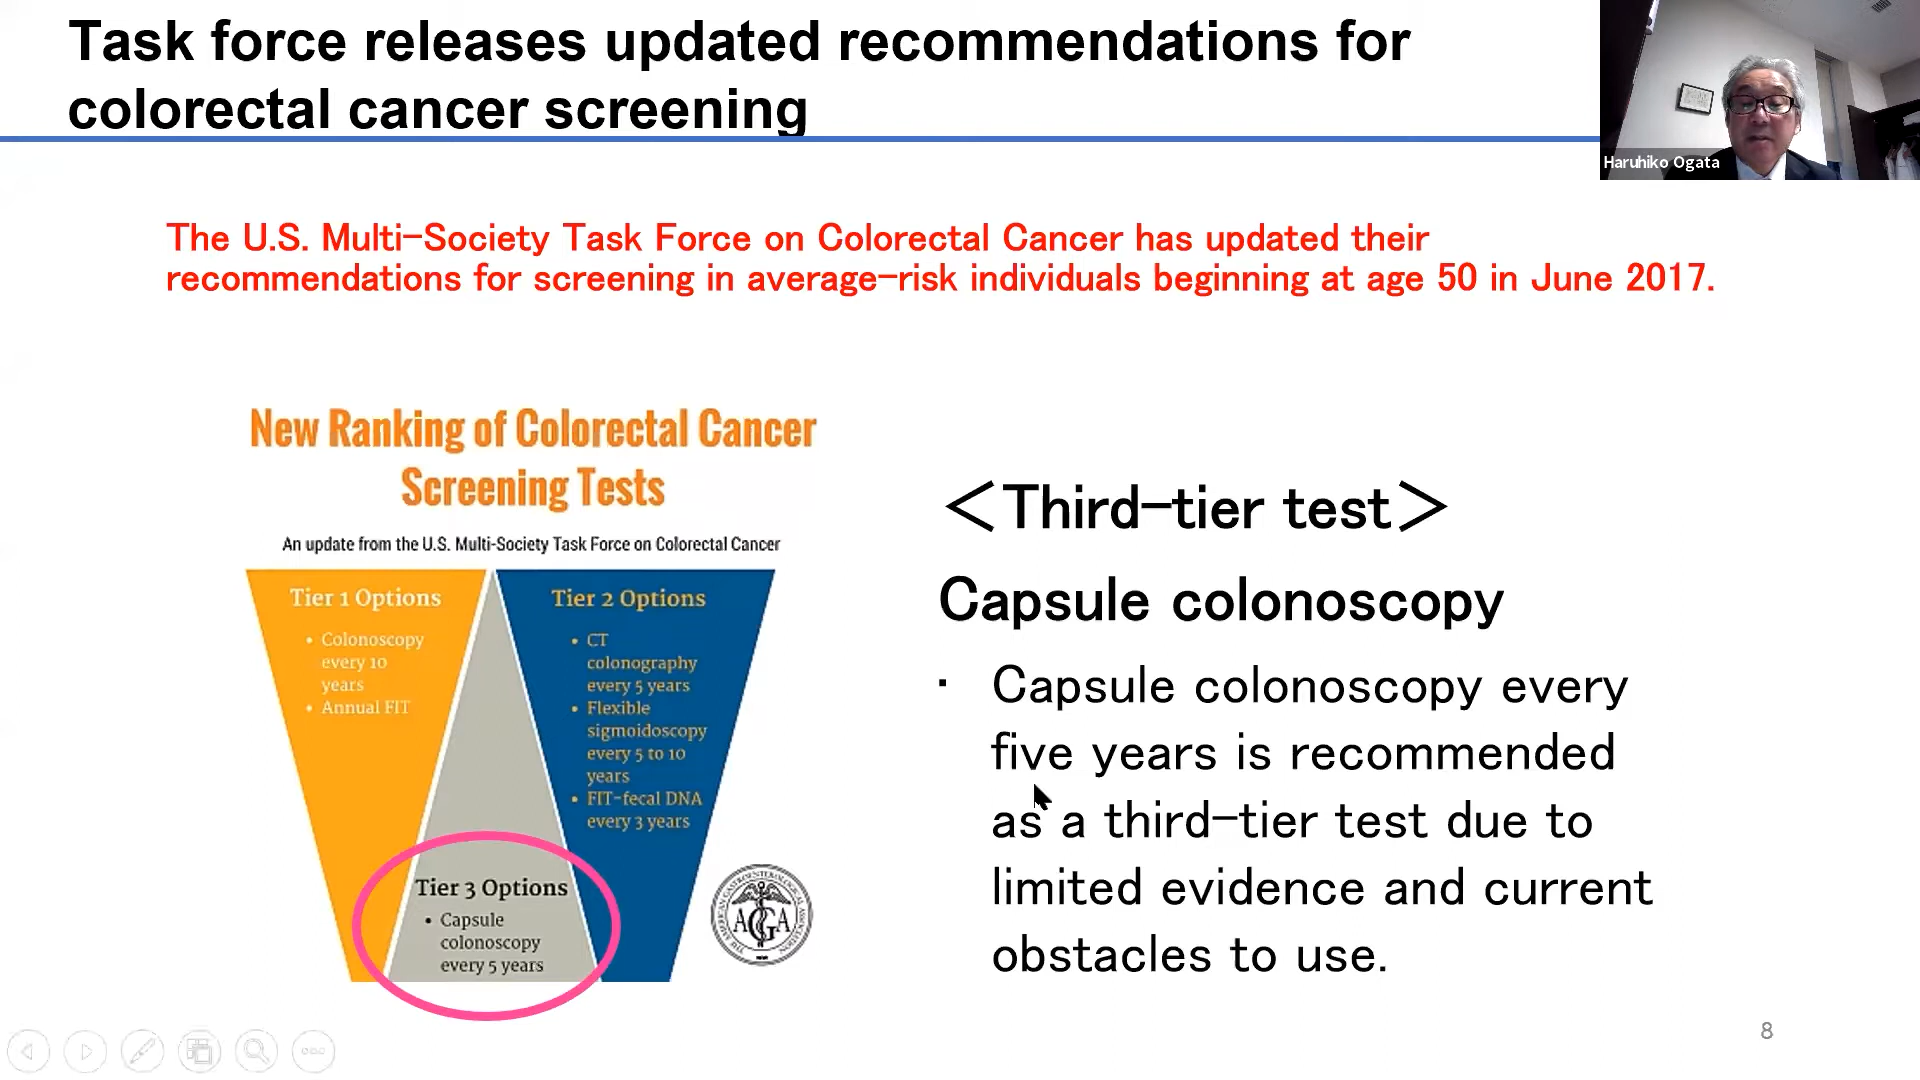 Task force releases updated recommendations for
colorectal cancer screening
Haruhiko Ogata
The U.S. Multi-Society Task Force on Colorectal Cancer has updated their
recommendations for screening in average-risk individuals beginning at age 50 in June 2017.
New Ranking of Colorectal Cancer
Screening Tests
An update from the U.S. Multi-Society Task Force on Colorectal Cancer
Tier 1 Options
• Colonoscopy
every 10
years
• Annual FIT
Tier 2 Options
• CT
colonography
every 5 years
• Flexible
sigmoidoscopy
every 5 to 10
years
• FIT-fecal DNA
every 3 years
Tier 3 Options
• Capsule
colonoscopy
every 5 years
THE AMERICAN GASTROENTEROLOGICAL ASSOCIATION
AGA
＜Third-tier test＞
Capsule colonoscopy
・ Capsule colonoscopy every
five years is recommended
as a third-tier test due to
limited evidence and current
obstacles to use.
8